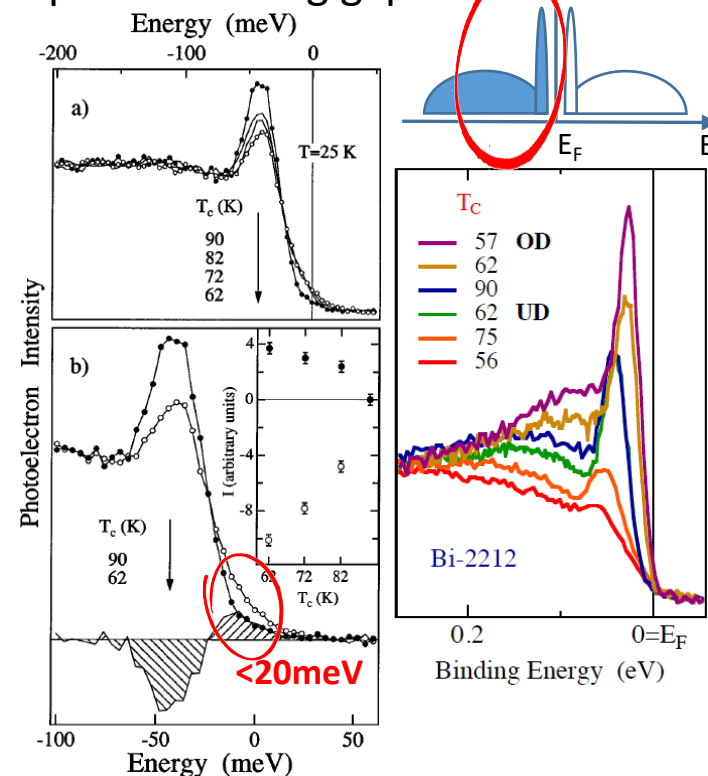 Energy (meV)
-200 -100 0
a)
T=25 K
T_c (K)
90
82
72
62
Photoelectron Intensity
b)
4
0
-4
-8
I (arbitrary units)
62 72 82
T_c (K)
T_c (K)
90
62
<20meV
-100 -50 0 50
Energy (meV)
E_F
T_C
57 OD
62
90
62 UD
75
56
Bi-2212
0.2 0=E_F
Binding Energy (eV)